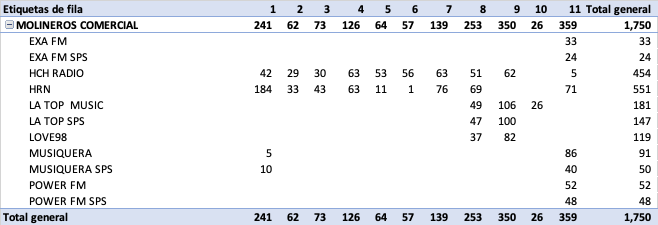 Etiquetas de fila 1 2 3 4 5 6 7 8 9 10 11 Total general
MOLINEROS COMERCIAL 241 62 73 126 64 57 139 253 350 26 359 1,750
EXA FM 33 33
EXA FM SPS 24 24
HCH RADIO 42 29 30 63 53 56 63 51 62 5 454
HRN 184 33 43 63 11 1 76 69 71 551
LA TOP MUSIC 49 106 26 181
LA TOP SPS 47 100 147
LOVE98 37 82 119
MUSIQUERA 5 86 91
MUSIQUERA SPS 10 40 50
POWER FM 52 52
POWER FM SPS 48 48
Total general 241 62 73 126 64 57 139 253 350 26 359 1,750